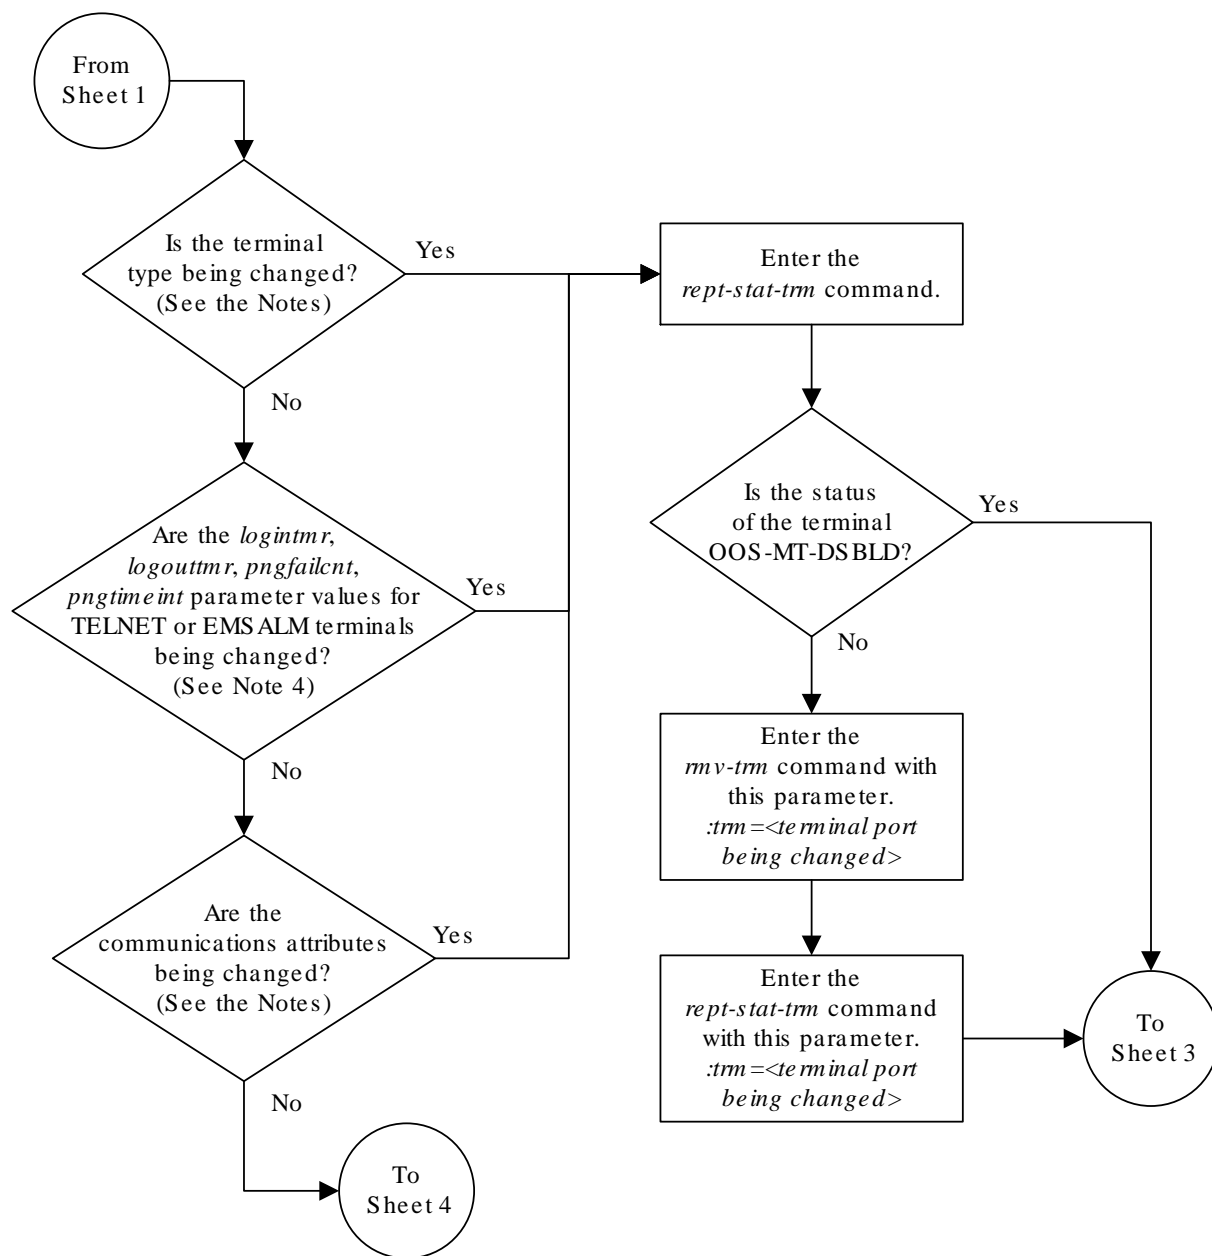 From
Sheet 1
Is the terminal
type being changed?
(See the Notes)
Yes
No
Are the logintmr,
logouttmr, pngfailcnt,
pngtimeint parameter values for
TELNET or EMSALM terminals
being changed?
(See Note 4)
Yes
No
Are the
communications attributes
being changed?
(See the Notes)
Yes
No
To
Sheet 4
Enter the
rept-stat-trm command.
Is the status
of the terminal
OOS-MT-DSBLD?
Yes
No
Enter the
rmv-trm command with
this parameter.
:trm=<terminal port
being changed>
Enter the
rept-stat-trm command
with this parameter.
:trm=<terminal port
being changed>
To
Sheet 3